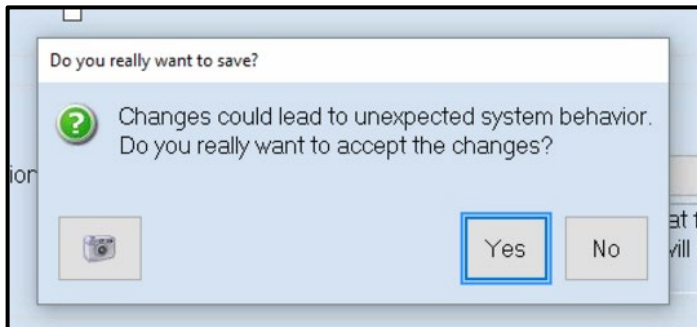 Do you really want to save?
Changes could lead to unexpected system behavior.
Do you really want to accept the changes?
Yes
No
will